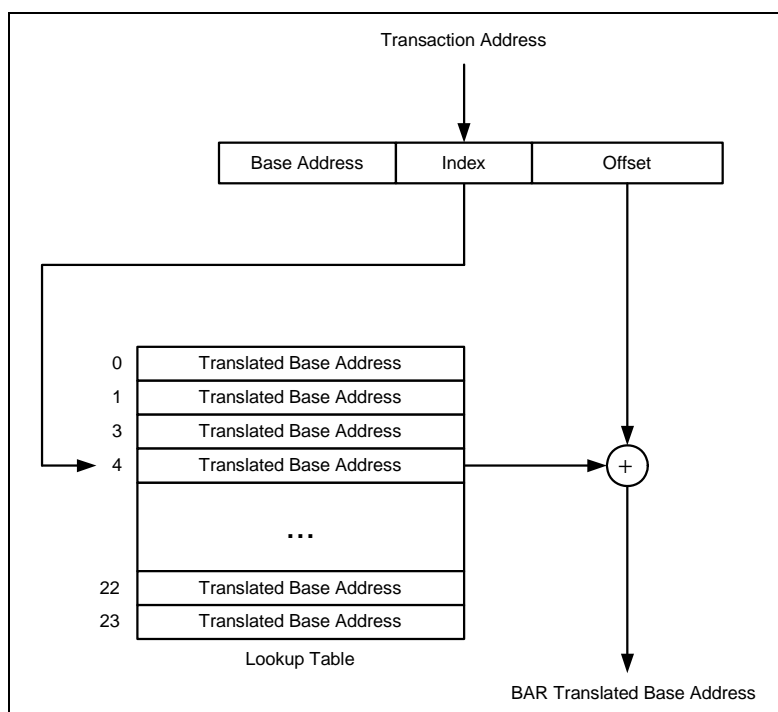 Transaction Address
Base Address Index Offset
0 Translated Base Address
1 Translated Base Address
3 Translated Base Address
4 Translated Base Address
+
...
22 Translated Base Address
23 Translated Base Address
Lookup Table
BAR Translated Base Address